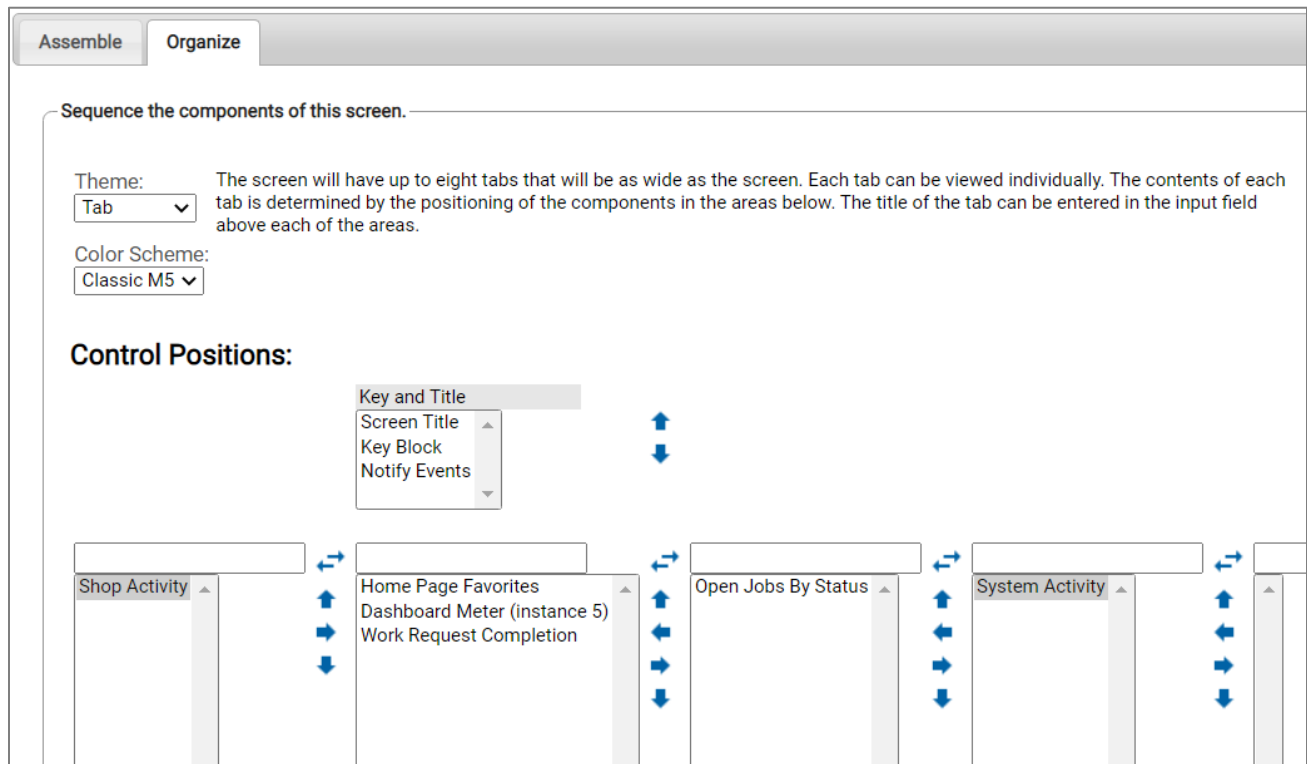 Assemble
Organize
Sequence the components of this screen.
Theme:
Tab
The screen will have up to eight tabs that will be as wide as the screen. Each tab can be viewed individually. The contents of each
tab is determined by the positioning of the components in the areas below. The title of the tab can be entered in the input field
above each of the areas.
Color Scheme:
Classic M5
Control Positions:
Key and Title
Screen Title
Key Block
Notify Events
Shop Activity
Home Page Favorites
Dashboard Meter (instance 5)
Work Request Completion
Open Jobs By Status
System Activity